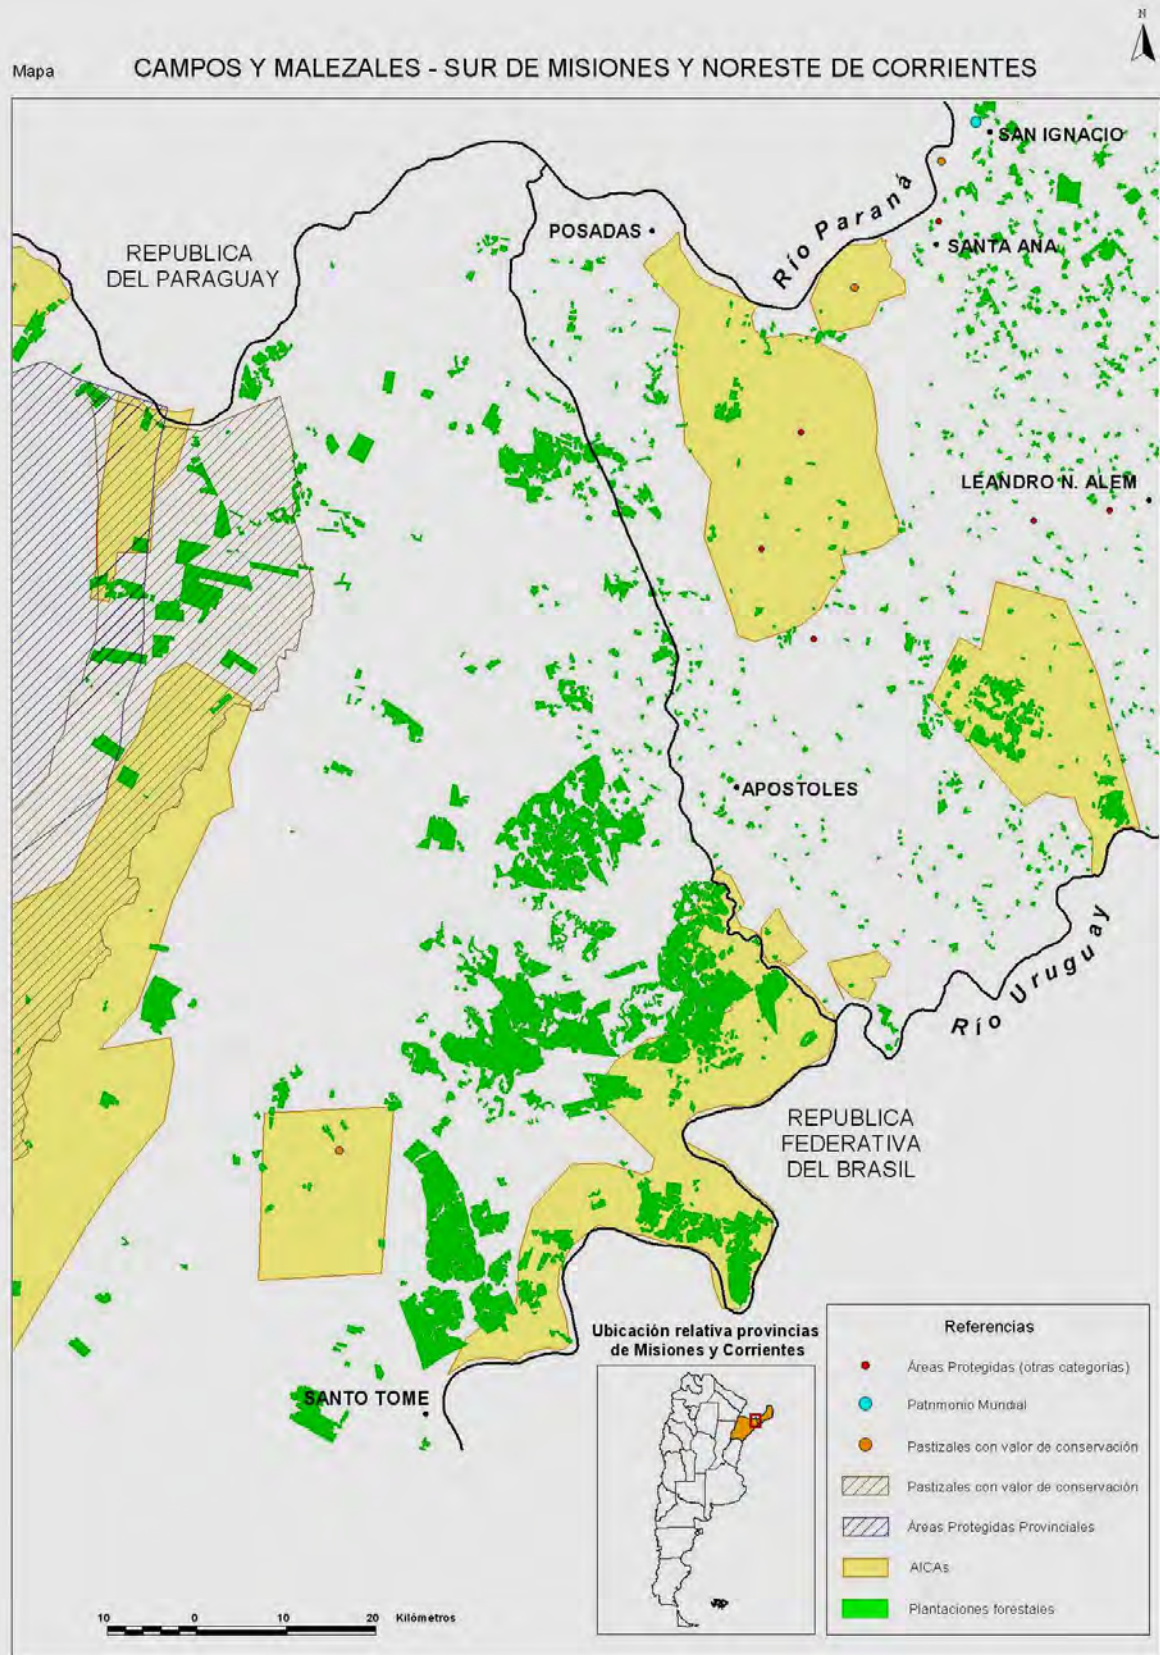 N
Mapa
CAMPOS Y MALEZALES - SUR DE MISIONES Y NORESTE DE CORRIENTES
SAN IGNACIO
Río Paraná
POSADAS
SANTA ANA
REPUBLICA
DEL PARAGUAY
LEANDRO N. ALEM
APOSTOLES
Río Uruguay
REPUBLICA
FEDERATIVA
DEL BRASIL
SANTO TOME
Ubicación relativa provincias
de Misiones y Corrientes
Referencias
Áreas Protegidas (otras categorías)
Patrimonio Mundial
Pastizales con valor de conservación
Pastizales con valor de conservación
Áreas Protegidas Provinciales
AICAs
Plantaciones forestales
10 0 10 20 Kilómetros